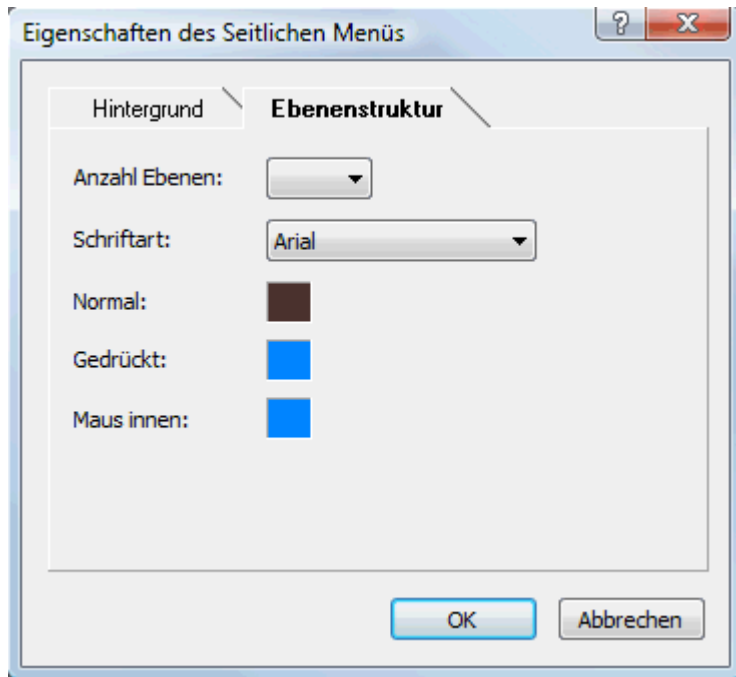 Eigenschaften des Seitlichen Menüs
?
Hintergrund Ebenenstruktur
Anzahl Ebenen:
Schriftart: Arial
Normal:
Gedrückt:
Maus innen:
OK Abbrechen